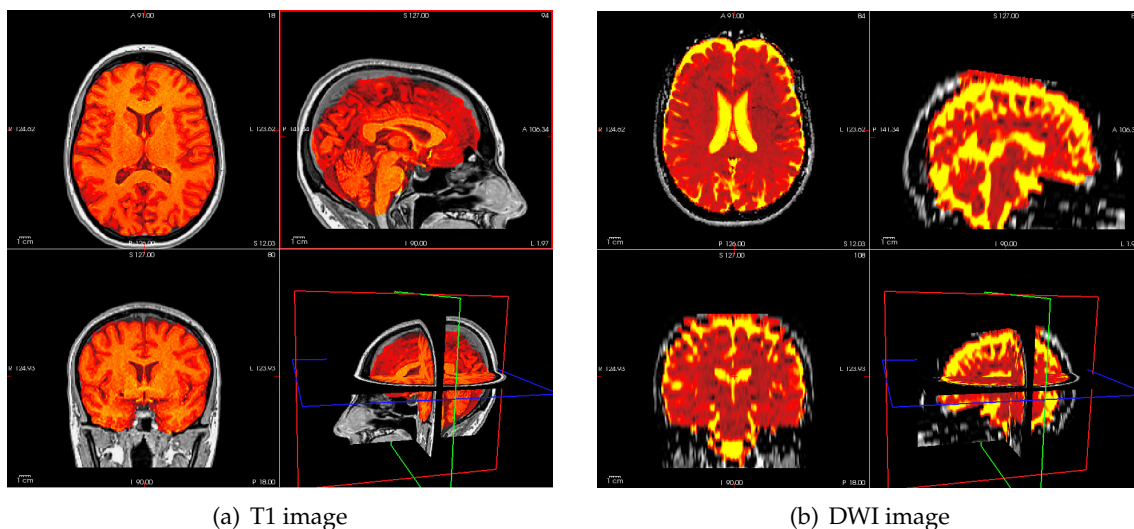 A 91.00
18
R 124.62
L 123.62
1 cm
P 126.00
S 12.03
S 127.00
94
P 141.34
A 106.34
1 cm
I 90.00
L 1.97
S 127.00
80
R 124.93
L 123.93
1 cm
I 90.00
P 18.00
(a) T1 image
A 91.00
84
R 124.62
L 123.62
1 cm
P 126.00
S 12.03
S 127.00
P 141.34
A 106.34
1 cm
I 90.00
S 127.00
108
R 124.93
L 123.93
1 cm
I 90.00
P 18.00
(b) DWI image